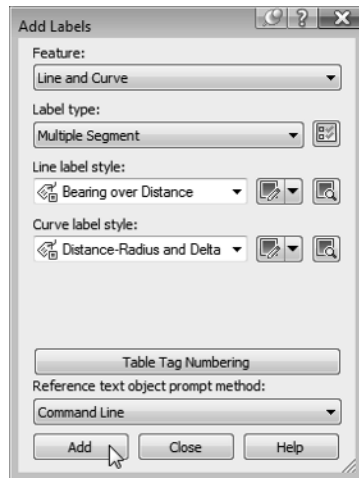 Add Labels
Feature:
Line and Curve
Label type:
Multiple Segment
Line label style:
Bearing over Distance
Curve label style:
Distance-Radius and Delta
Table Tag Numbering
Reference text object prompt method:
Command Line
Add Close Help